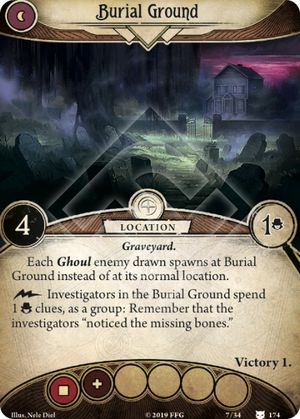 Burial Ground
4
LOCATION
1
Graveyard.
Each Ghoul enemy drawn spawns at Burial
Ground instead of at its normal location.
Investigators in the Burial Ground spend
1 clues, as a group: Remember that the
investigators “noticed the missing bones.”
Victory 1.
Illus. Nele Diel
© 2019 FFG
7/34
174